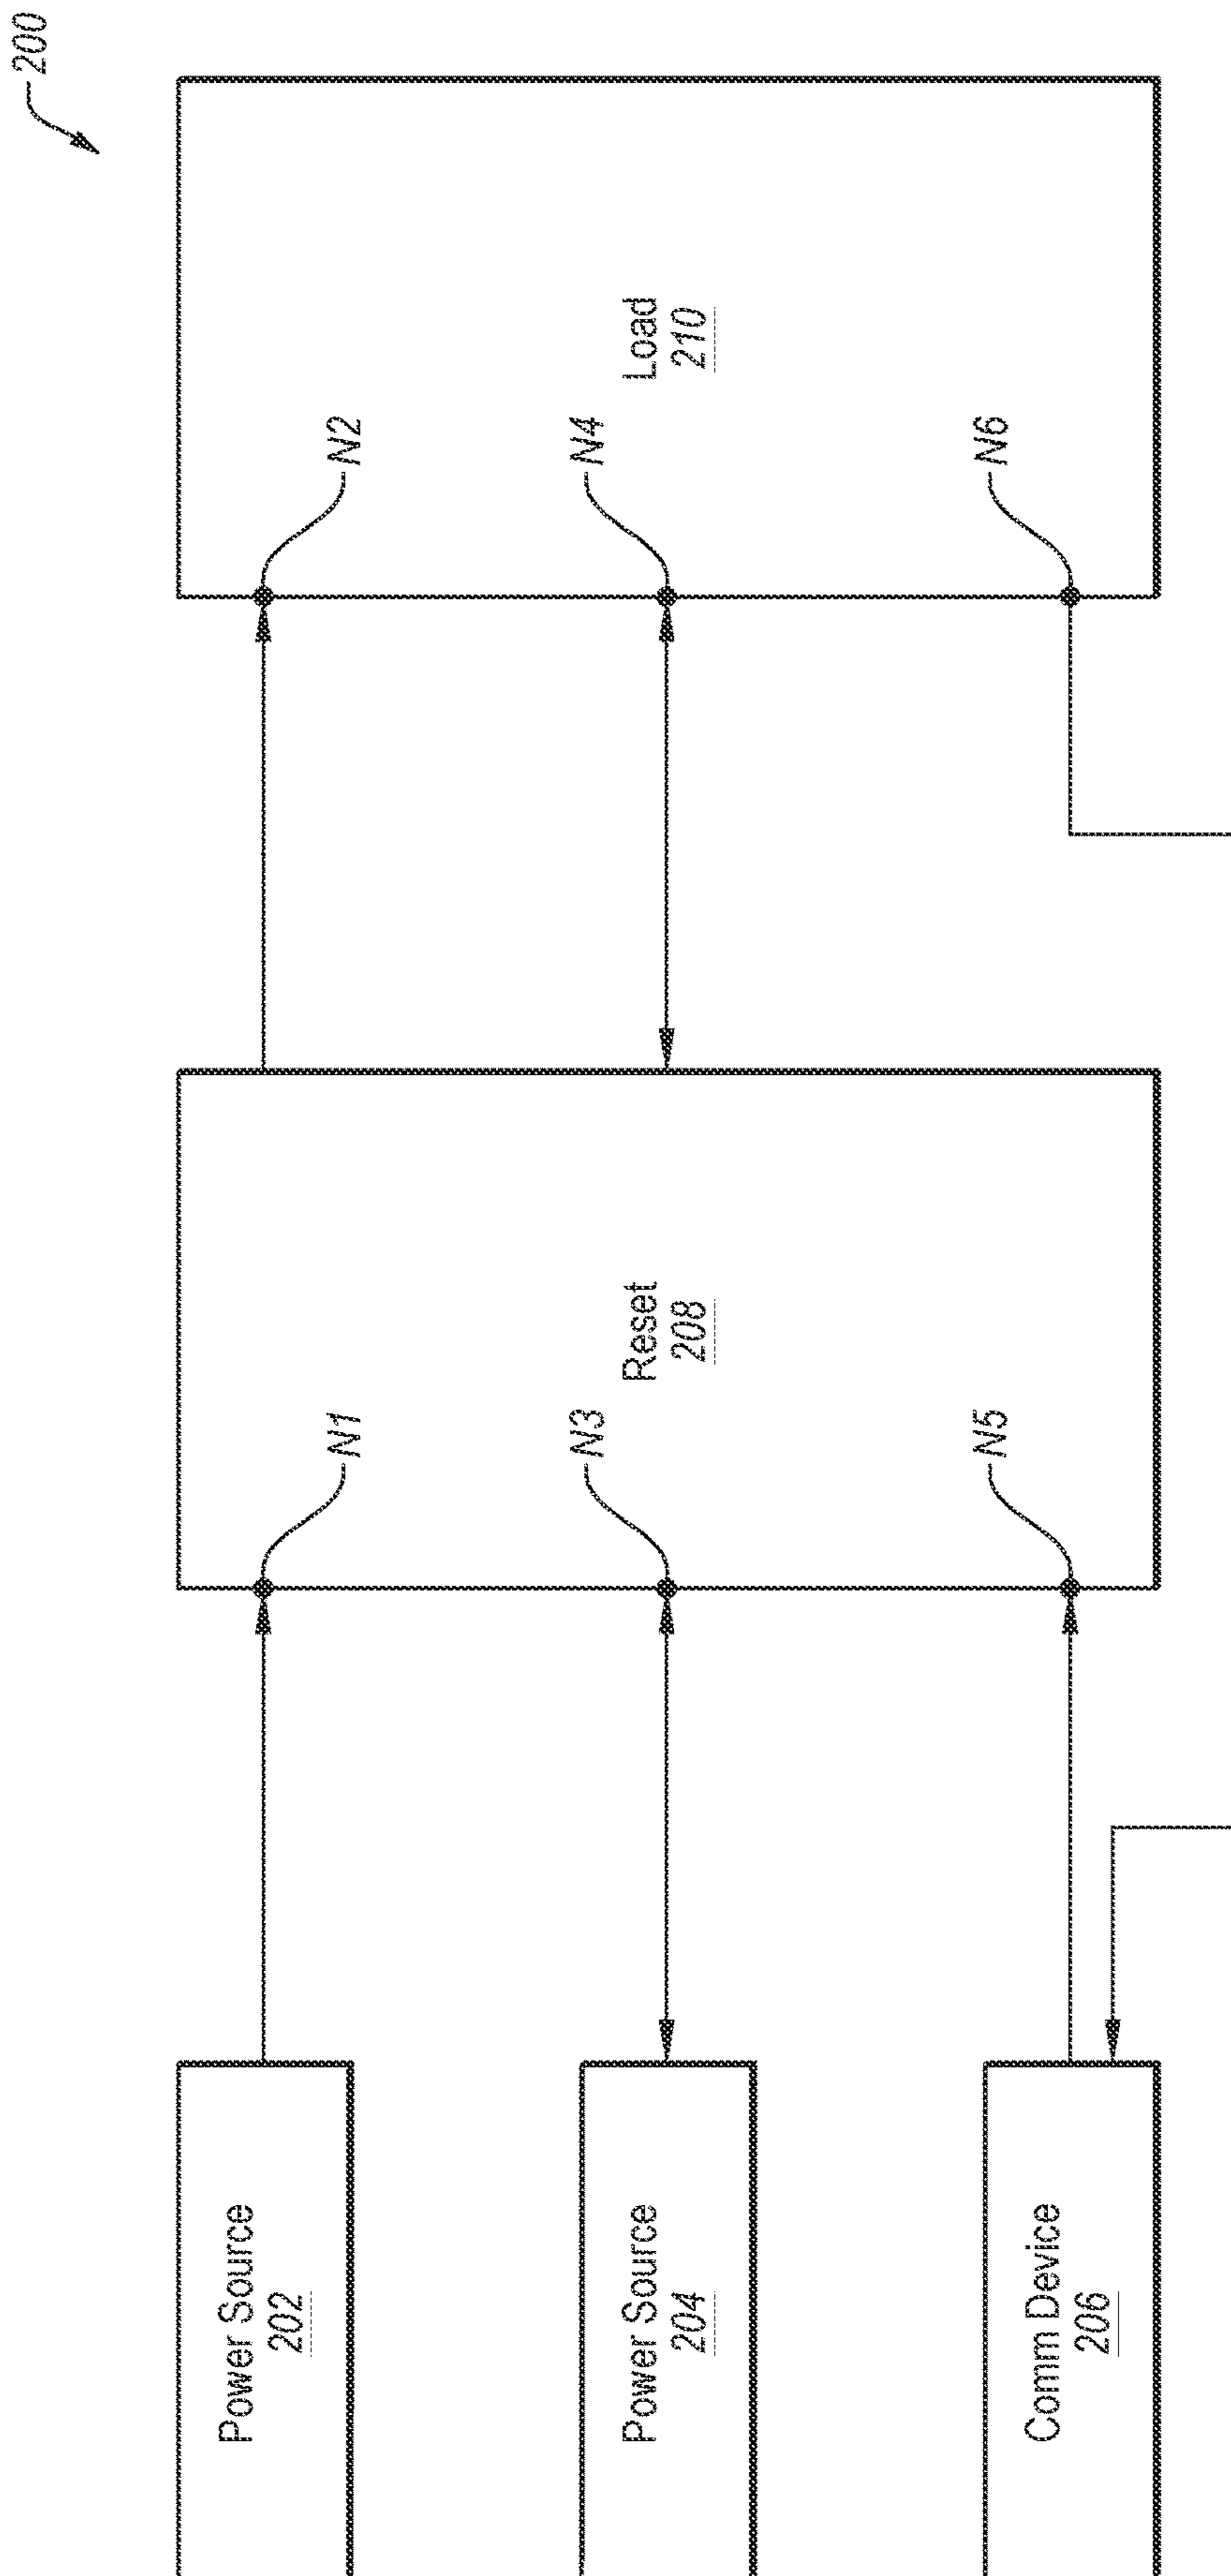 200
Power Source
202
Power Source
204
Comm Device
206
N1
N3
N5
Reset
208
N2
N4
N6
Load
210